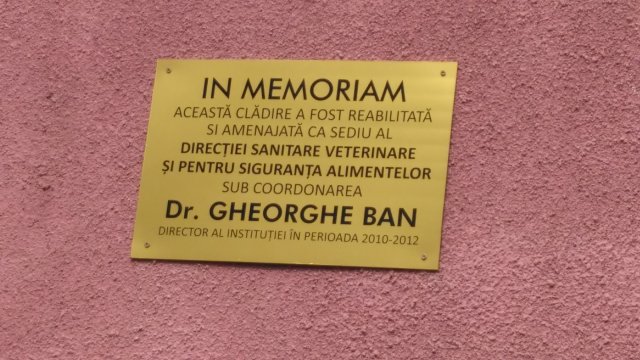 IN MEMORIAM
ACEASTĂ CLĂDIRE A FOST REABILITATĂ
SI AMENAJATĂ CA SEDIU AL
DIRECȚIEI SANITARE VETERINARE
ȘI PENTRU SIGURANȚA ALIMENTELOR
SUB COORDONAREA
Dr. GHEORGHE BAN
DIRECTOR AL INSTITUȚIEI ÎN PERIOADA 2010-2012